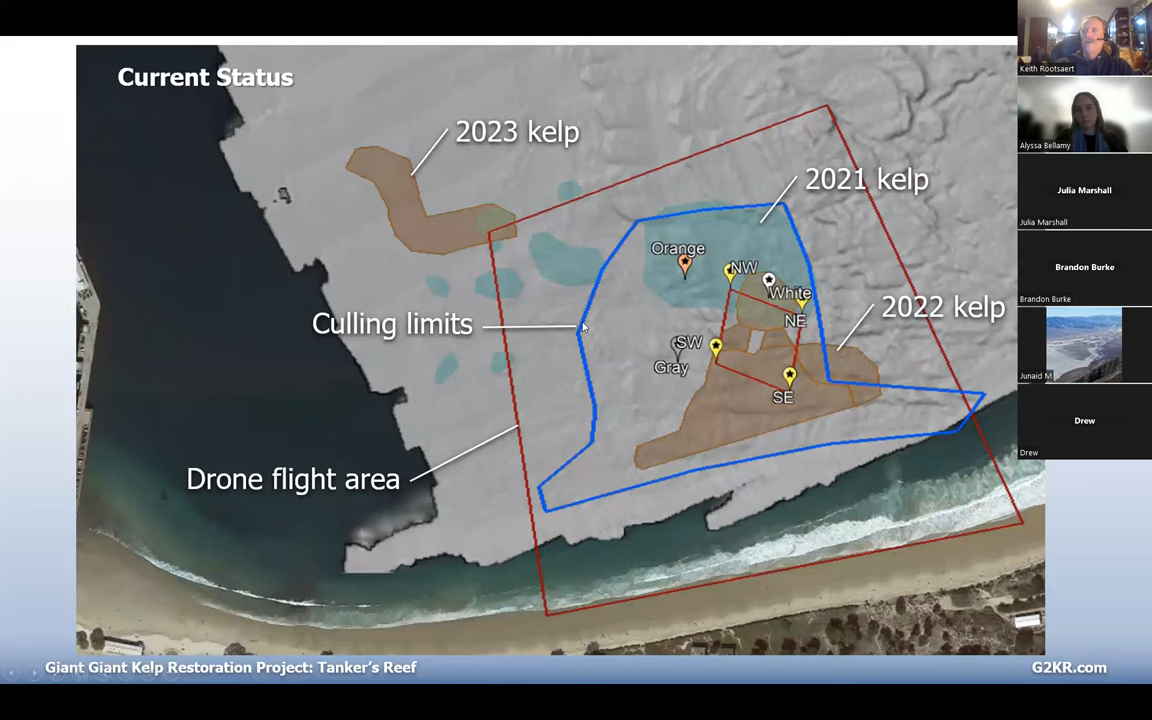 Current Status
2023 kelp
2021 kelp
Orange
NW
White
2022 kelp
NE
Culling limits
SW
Gray
SE
Drone flight area
Giant Giant Kelp Restoration Project: Tanker's Reef
G2KR.com
Keith Rootsaert
Alyssa Bellamy
Julia Marshall
Julia Marshall
Brandon Burke
Brandon Burke
Junaid M
Drew
Drew